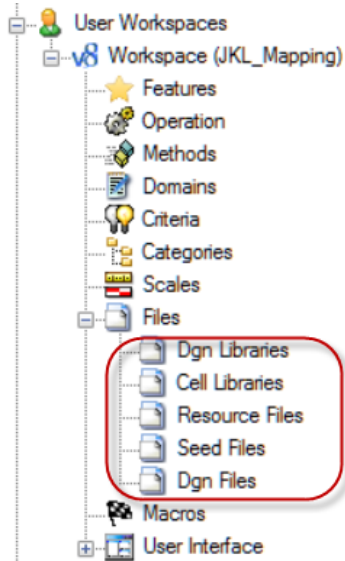 User Workspaces
v8 Workspace (JKL_Mapping)
Features
Operation
Methods
Domains
Criteria
Categories
Scales
Files
Dgn Libraries
Cell Libraries
Resource Files
Seed Files
Dgn Files
Macros
User Interface